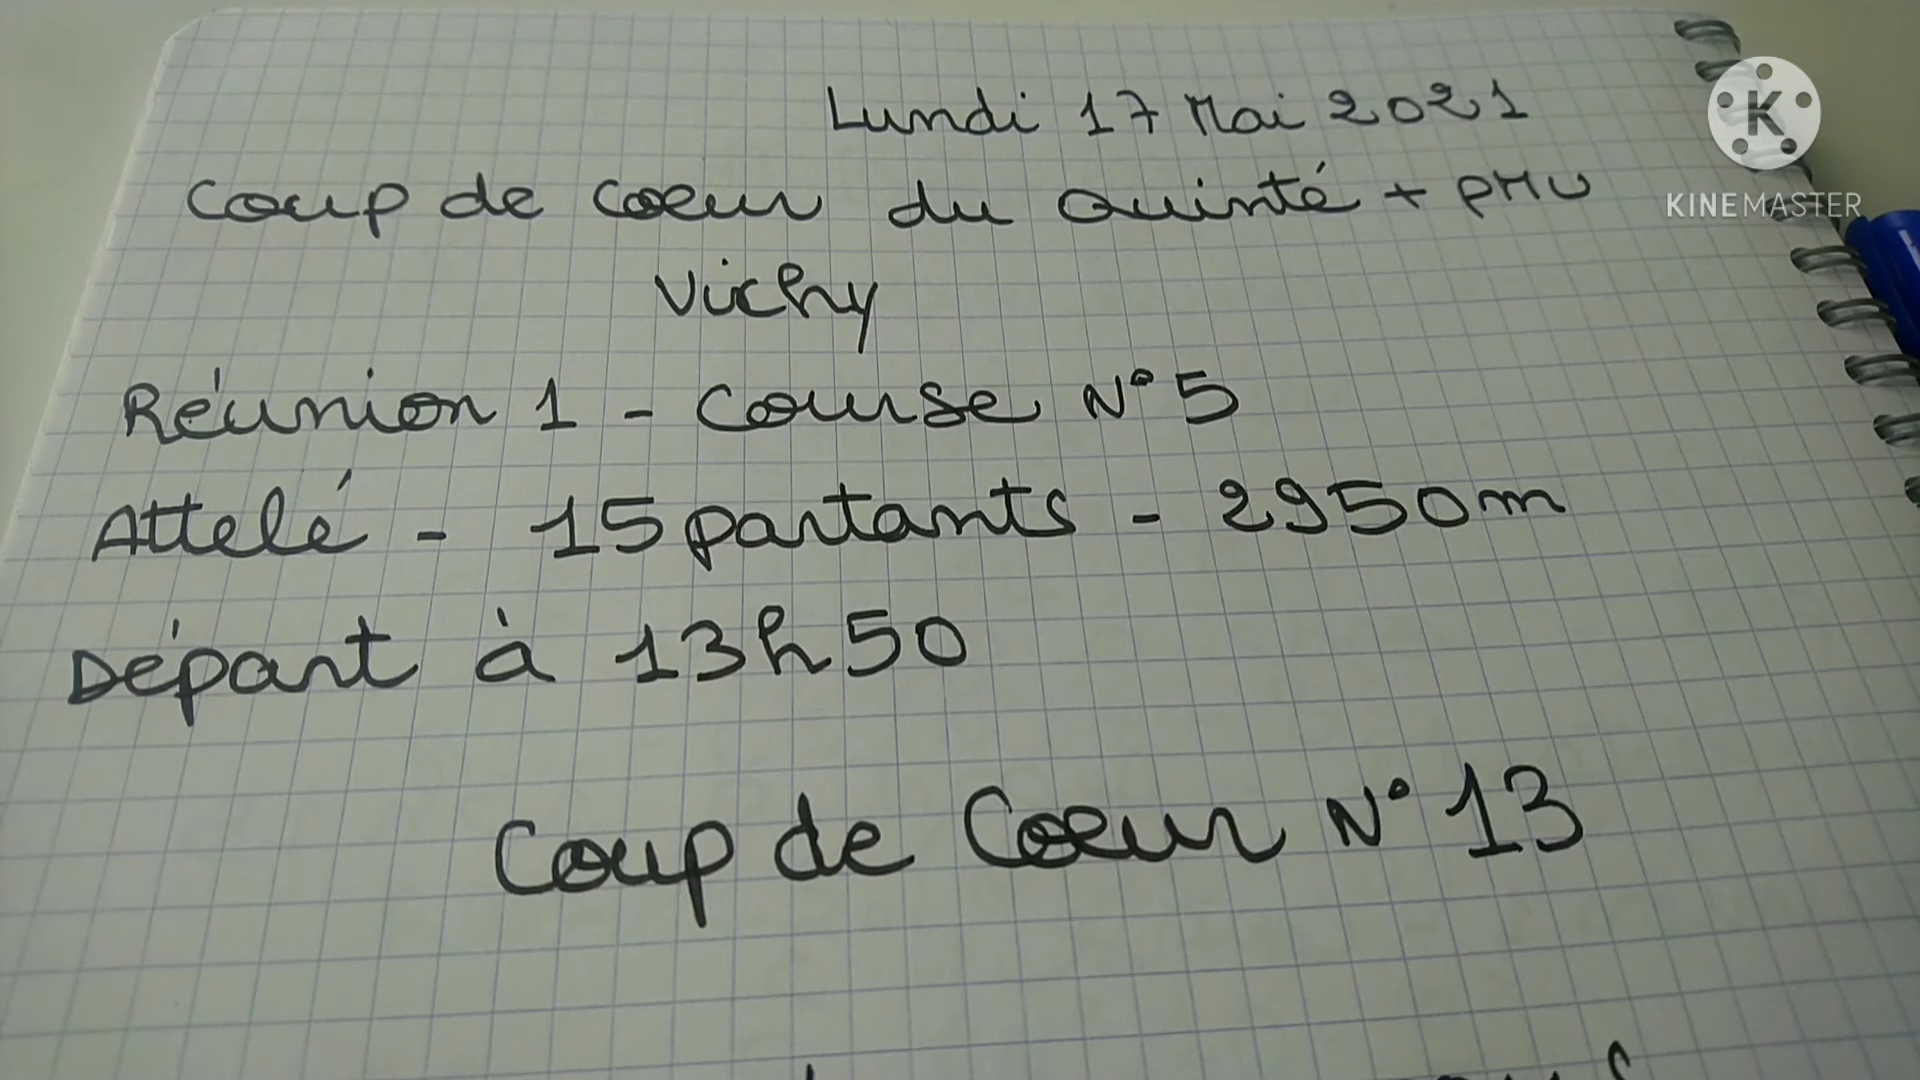 Lundi 17 Mai 2021
Coup de coeur du Quinté + PMU
Vichy
Réunion 1 - Course N° 5
Attelé - 15 partants - 2950m
Départ à 13h50
Coup de Coeur N° 13
K
KINEMASTER